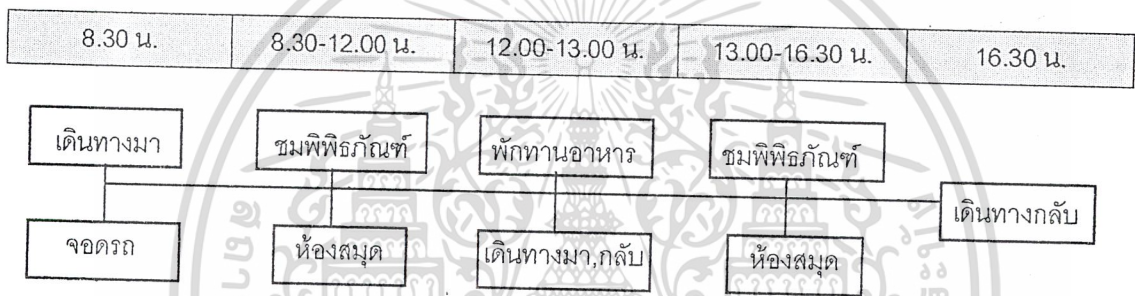 8.30 น. 8.30-12.00 น. 12.00-13.00 น. 13.00-16.30 น. 16.30 น.
เดินทางมา ชมพิพิธภัณฑ์ พักทานอาหาร ชมพิพิธภัณฑ์
เดินทางกลับ
จอดรถ ห้องสมุด เดินทางมา,กลับ ห้องสมุด